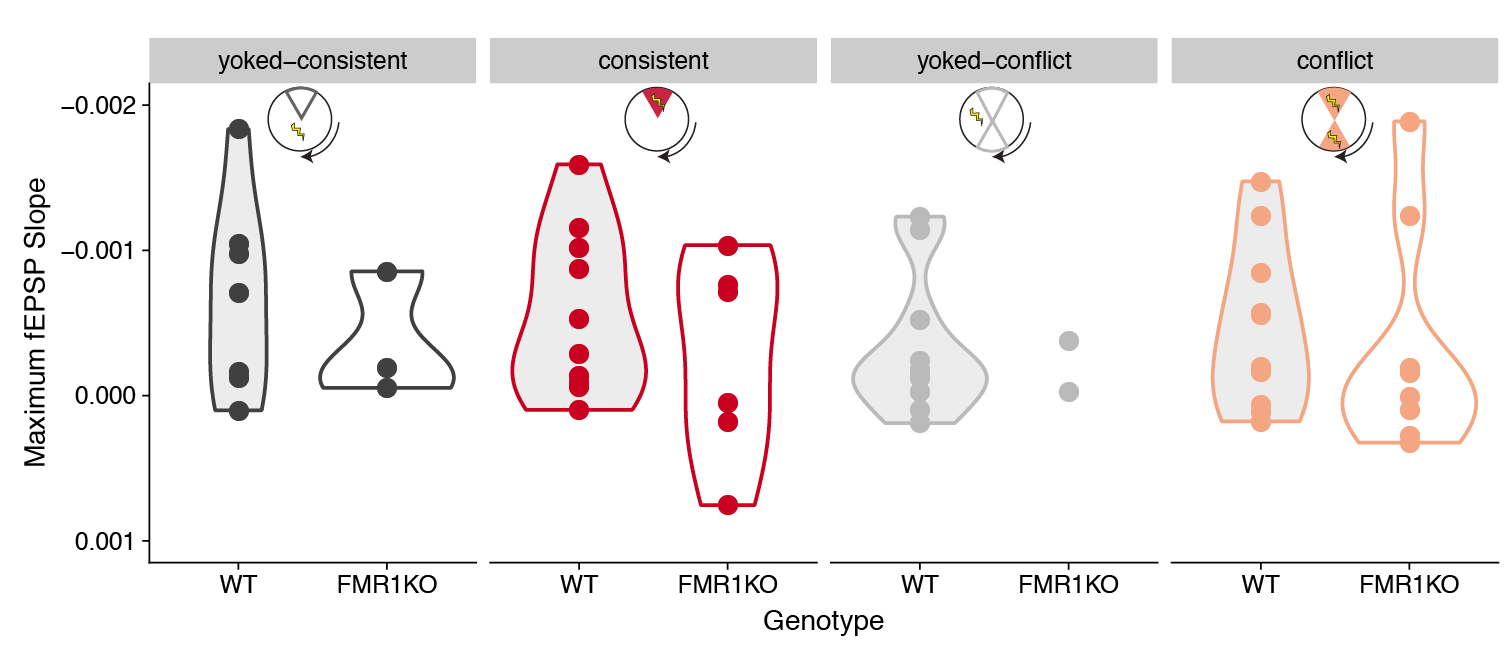 yoked−consistent
consistent
yoked−conflict
conflict
Maximum fEPSP Slope
−0.002
−0.001
0.000
0.001
WT
FMR1KO
WT
FMR1KO
WT
FMR1KO
WT
FMR1KO
Genotype